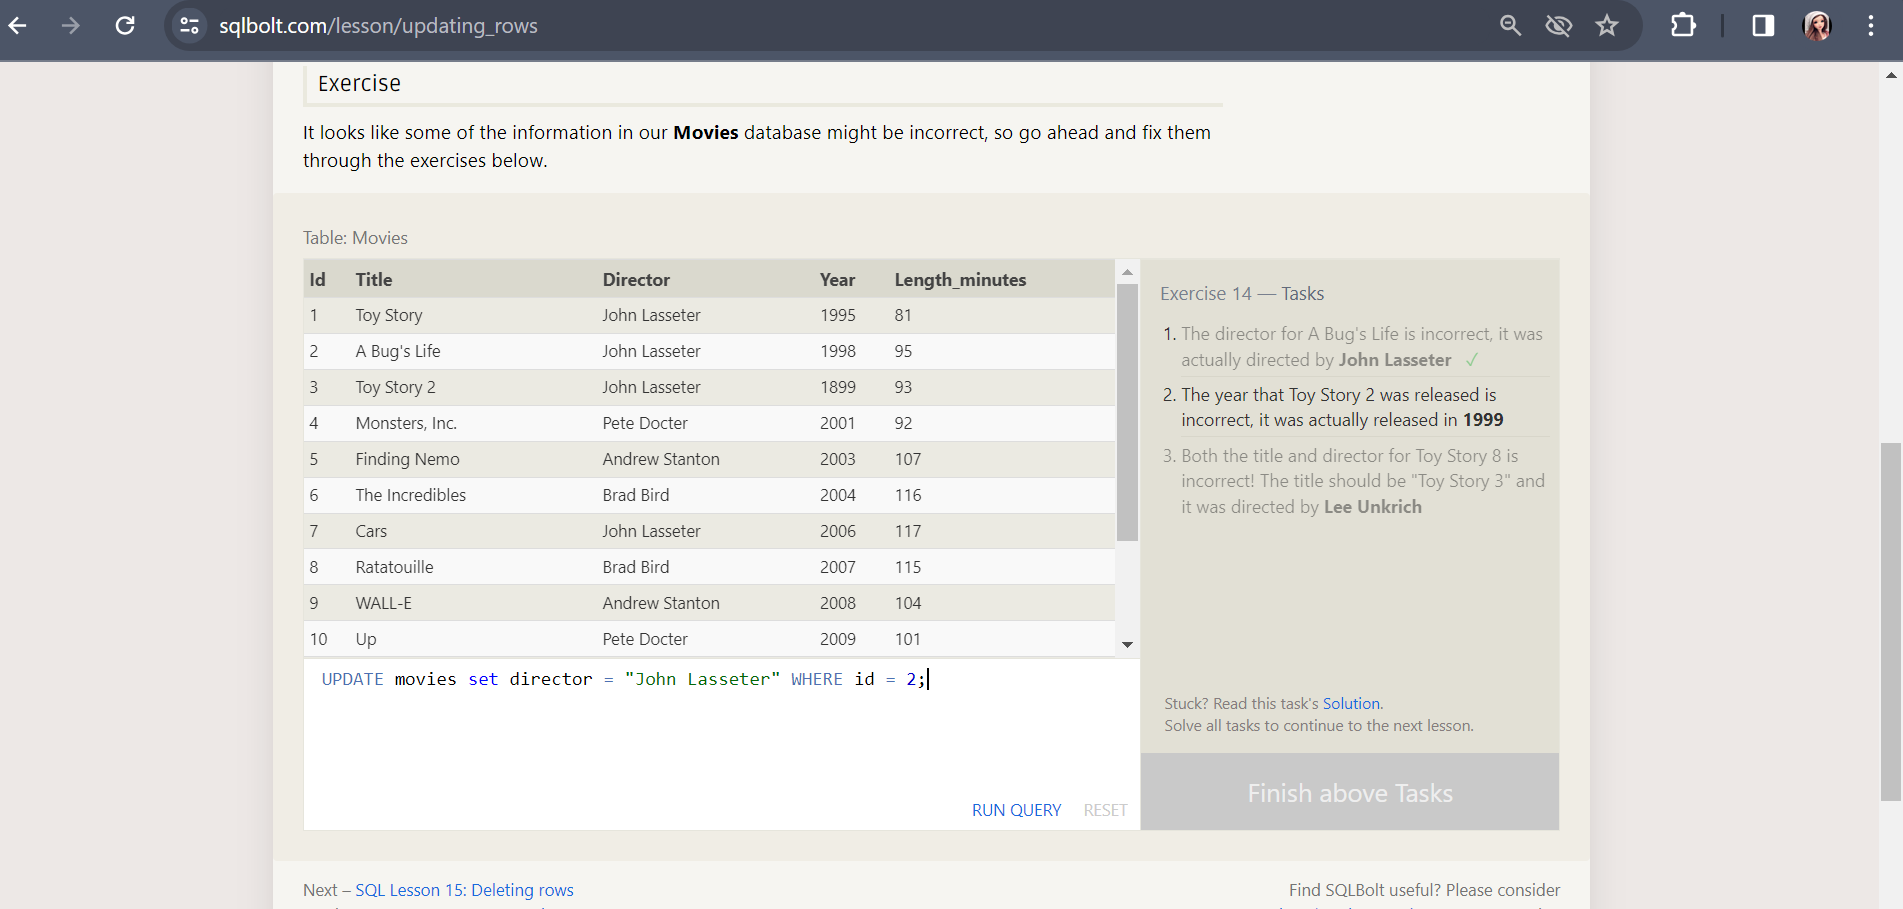 sqlbolt.com/lesson/updating_rows
Exercise
It looks like some of the information in our Movies database might be incorrect, so go ahead and fix them
through the exercises below.
Table: Movies
Id Title Director Year Length_minutes
1 Toy Story John Lasseter 1995 81
2 A Bug's Life John Lasseter 1998 95
3 Toy Story 2 John Lasseter 1899 93
4 Monsters, Inc. Pete Docter 2001 92
5 Finding Nemo Andrew Stanton 2003 107
6 The Incredibles Brad Bird 2004 116
7 Cars John Lasseter 2006 117
8 Ratatouille Brad Bird 2007 115
9 WALL-E Andrew Stanton 2008 104
10 Up Pete Docter 2009 101
UPDATE movies set director = "John Lasseter" WHERE id = 2;
RUN QUERY RESET
Exercise 14 — Tasks
1. The director for A Bug's Life is incorrect, it was
actually directed by John Lasseter ✓
2. The year that Toy Story 2 was released is
incorrect, it was actually released in 1999
3. Both the title and director for Toy Story 8 is
incorrect! The title should be "Toy Story 3" and
it was directed by Lee Unkrich
Stuck? Read this task's Solution.
Solve all tasks to continue to the next lesson.
Finish above Tasks
Next – SQL Lesson 15: Deleting rows
Find SQLBolt useful? Please consider